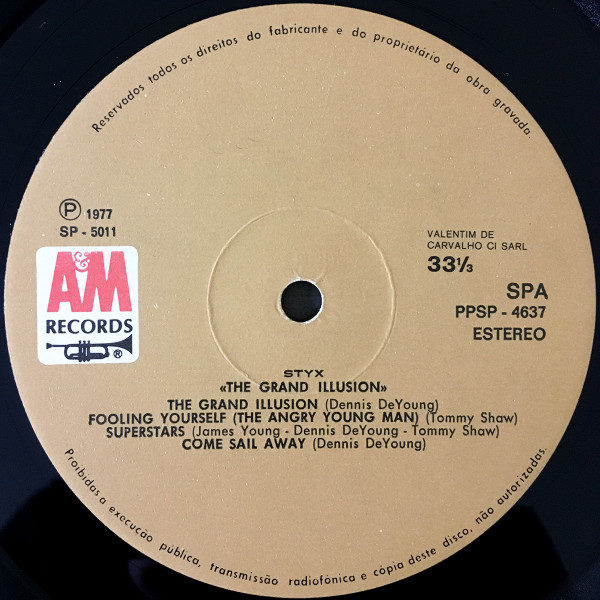 Reservados todos os direitos do fabricante e do proprietário da obra gravada.
Ⓟ 1977
SP - 5011
A&M
RECORDS
®
VALENTIM DE
CARVALHO CI SARL
33⅓
SPA
PPSP - 4637
ESTEREO
STYX
«THE GRAND ILLUSION»
THE GRAND ILLUSION (Dennis DeYoung)
FOOLING YOURSELF (THE ANGRY YOUNG MAN) (Tommy Shaw)
SUPERSTARS (James Young - Dennis DeYoung - Tommy Shaw)
COME SAIL AWAY (Dennis DeYoung)
Proibidas a execução pública, transmissão radiofónica e cópia deste disco, não autorizadas.